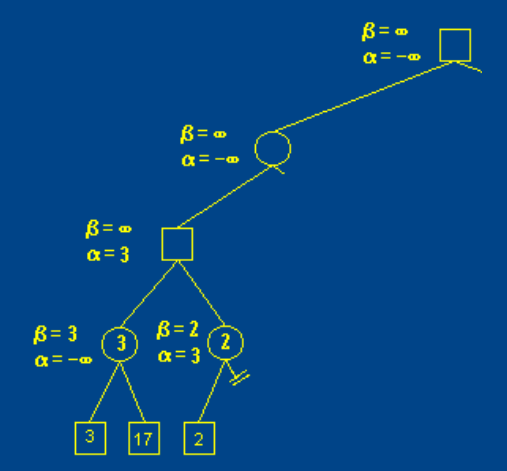 β = ∞
α = -∞
β = ∞
α = -∞
β = ∞
α = 3
β = 3
α = -∞
3
β = 2
α = 3
2
3
17
2